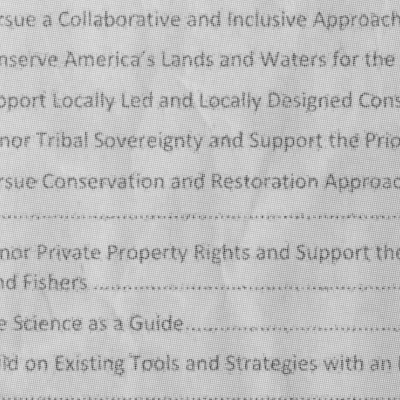 rsue a Collaborative and Inclusive Approach
nserve America's Lands and Waters for the
pport Locally Led and Locally Designed Cons
nor Tribal Sovereignty and Support the Prio
rsue Conservation and Restoration Approac
........................................................................
nor Private Property Rights and Support the
nd Fishers ........................................................
e Science as a Guide.......................................
ild on Existing Tools and Strategies with an
........................................................................